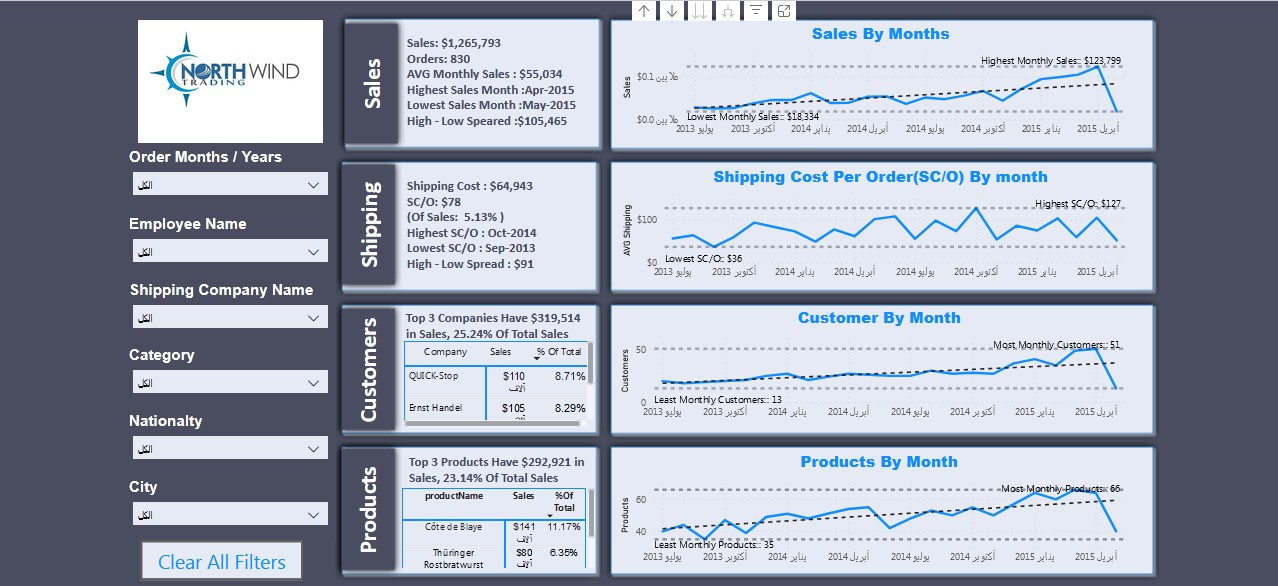 NORTHWIND
TRADING
Order Months / Years
الكل
Employee Name
الكل
Shipping Company Name
الكل
Category
الكل
Nationalty
الكل
City
الكل
Clear All Filters
Sales
Sales: $1,265,793
Orders: 830
AVG Monthly Sales : $55,034
Highest Sales Month :Apr-2015
Lowest Sales Month :May-2015
High - Low Speared :$105,465
Sales By Months
Highest Monthly Sales:: $123,799
Sales
$0.1 ملا بين
$0.0 ملا بين
Lowest Monthly Sales:: $18,334
يوليو 2013
أكتوبر 2013
يناير 2014
أبريل 2014
يوليو 2014
أكتوبر 2014
يناير 2015
أبريل 2015
Shipping
Shipping Cost : $64,943
SC/O: $78
(Of Sales:  5.13% )
Highest SC/O : Oct-2014
Lowest SC/O : Sep-2013
High - Low Spread : $91
Shipping Cost Per Order(SC/O) By month
Highest SC/O:: $127
AVG Shipping
$100
$0
Lowest SC/O:: $36
يوليو 2013
أكتوبر 2013
يناير 2014
أبريل 2014
يوليو 2014
أكتوبر 2014
يناير 2015
أبريل 2015
Customers
Top 3 Companies Have $319,514
in Sales, 25.24% Of Total Sales
Company Sales % Of Total
QUICK-Stop $110 8.71%
آلاف
Ernst Handel $105 8.29%
Customer By Month
Most Monthly Customers:: 51
Customers
50
0
Least Monthly Customers:: 13
يوليو 2013
أكتوبر 2013
يناير 2014
أبريل 2014
يوليو 2014
أكتوبر 2014
يناير 2015
أبريل 2015
Products
Top 3 Products Have $292,921 in
Sales, 23.14% Of Total Sales
productName Sales %Of
Total
Côte de Blaye $141 11.17%
آلاف
Thüringer $80 6.35%
Rostbratwurst آلاف
Products By Month
Most Monthly Products:: 66
Products
60
40
Least Monthly Products:: 35
يوليو 2013
أكتوبر 2013
يناير 2014
أبريل 2014
يوليو 2014
أكتوبر 2014
يناير 2015
أبريل 2015